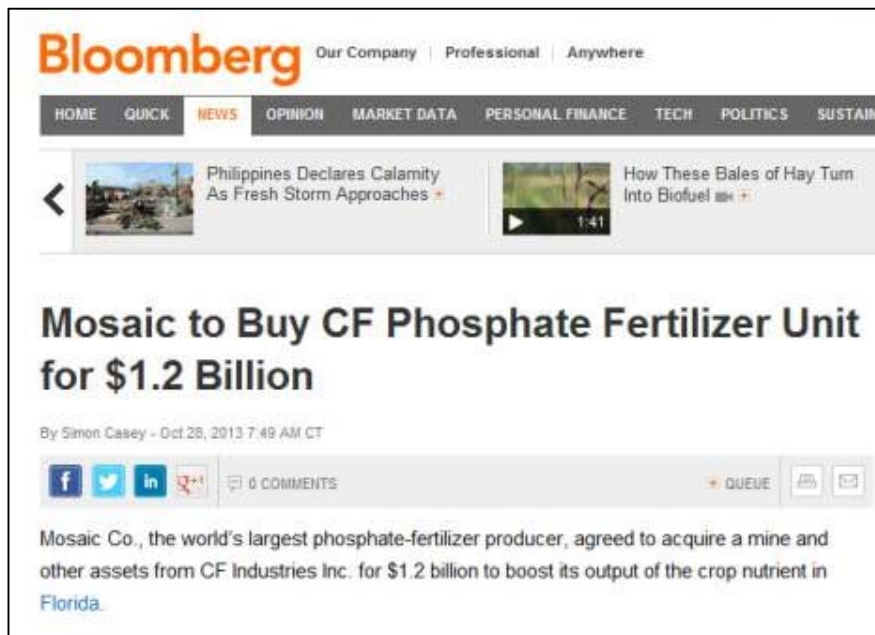 Bloomberg Our Company Professional Anywhere
HOME QUICK NEWS OPINION MARKET DATA PERSONAL FINANCE TECH POLITICS SUSTAIN
Philippines Declares Calamity
As Fresh Storm Approaches
How These Bales of Hay Turn
Into Biofuel
1:41
Mosaic to Buy CF Phosphate Fertilizer Unit
for $1.2 Billion
By Simon Casey - Oct 28, 2013 7:49 AM CT
f in g+1 0 COMMENTS QUEUE
Mosaic Co., the world's largest phosphate-fertilizer producer, agreed to acquire a mine and
other assets from CF Industries Inc. for $1.2 billion to boost its output of the crop nutrient in
Florida.